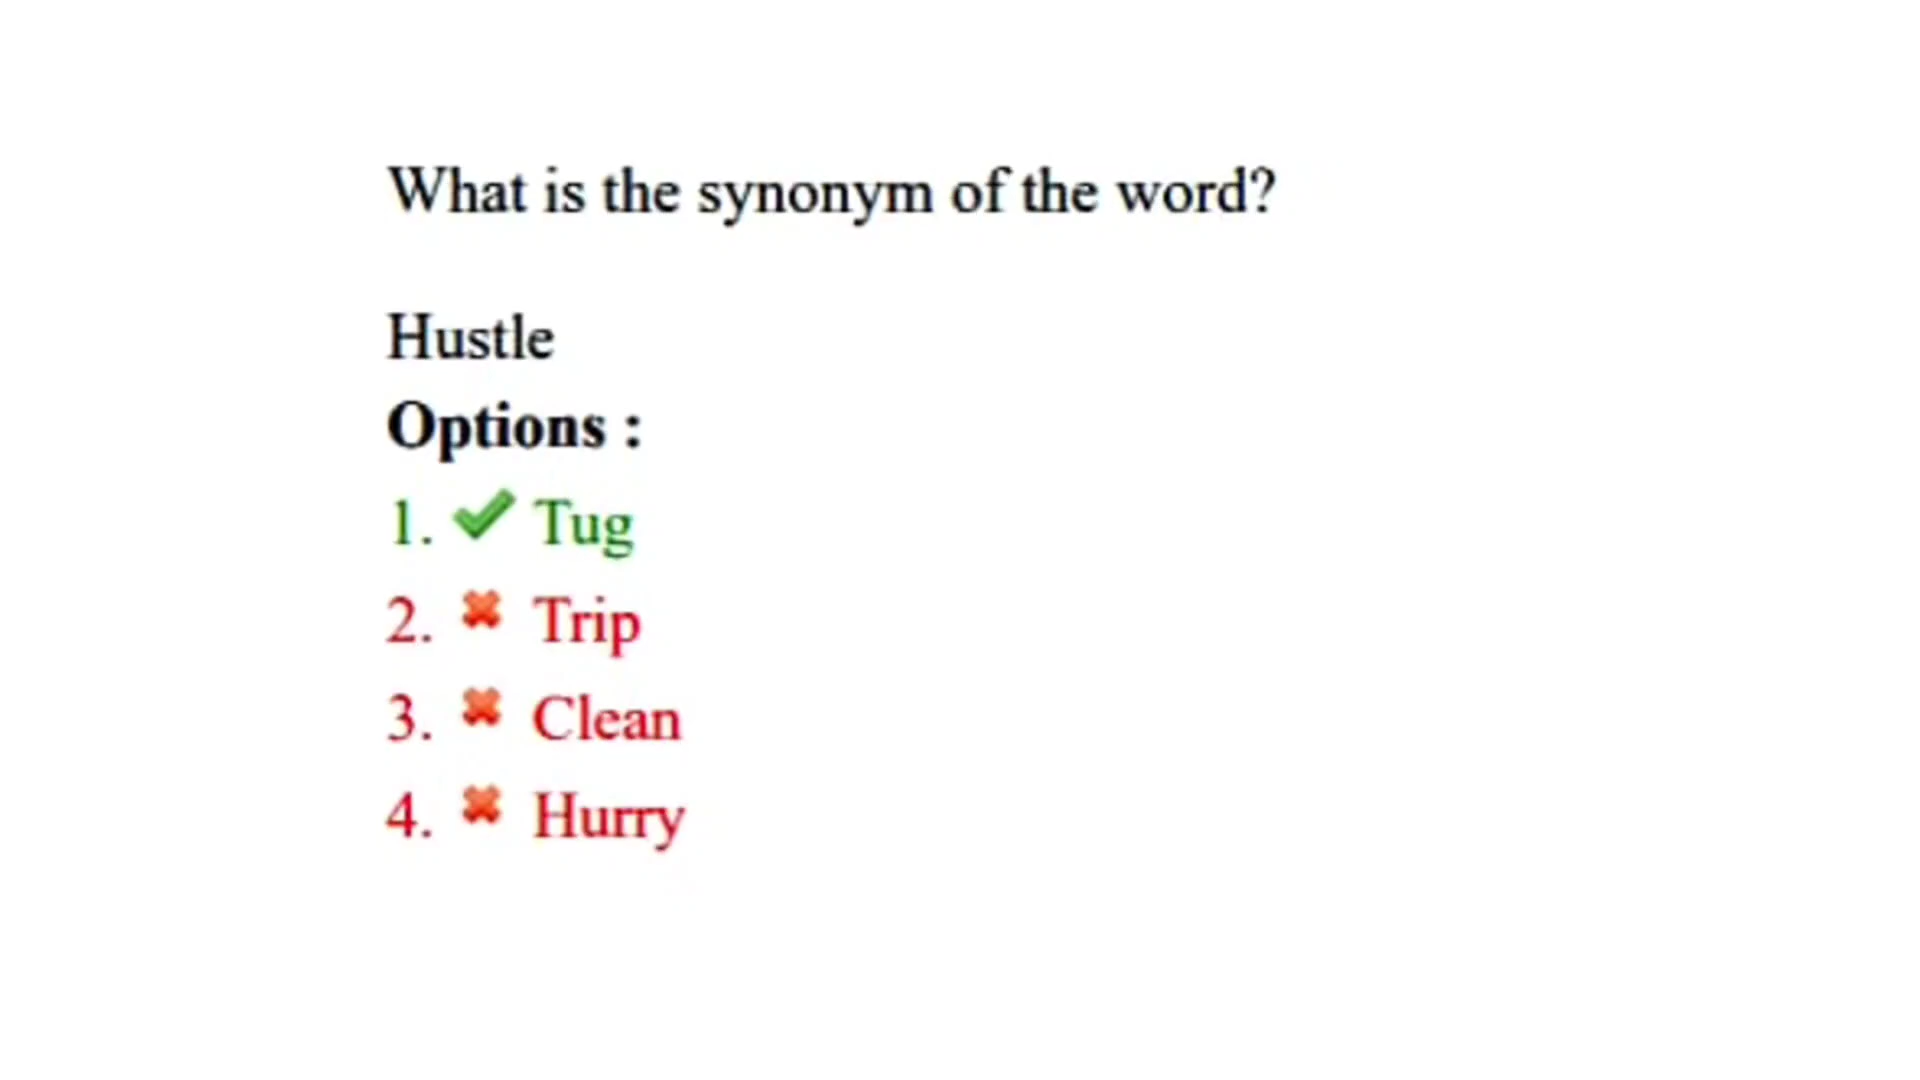 What is the synonym of the word?
Hustle
Options :
1. ✔ Tug
2. ✖ Trip
3. ✖ Clean
4. ✖ Hurry